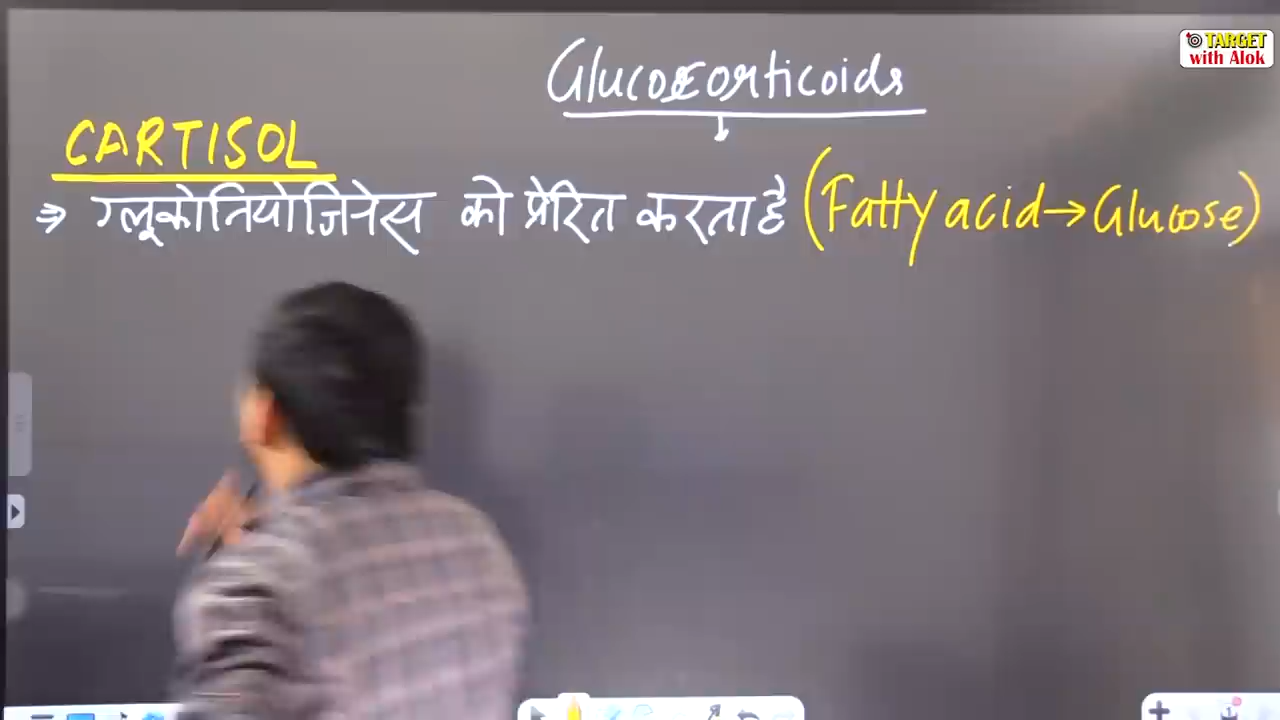 TARGET
with Alok
Glucocorticoids
CARTISOL
⇒ ग्लूकोनियोजिनेस को प्रेरित करता है (Fatty acid → Glucose)